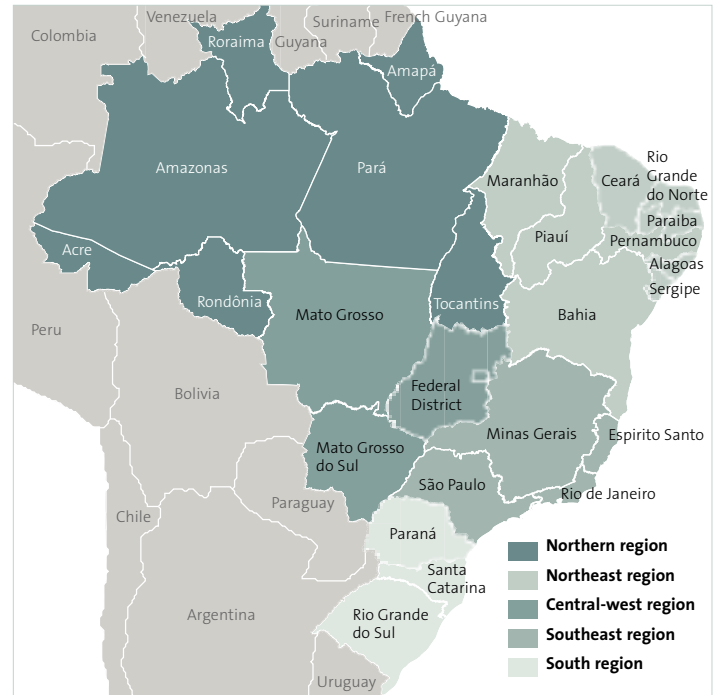 Venezuela
Suriname
French Guyana
Colombia
Roraima
Guyana
Amapá
Amazonas
Pará
Maranhão
Ceará
Rio
Grande
do Norte
Paraiba
Piauí
Pernambuco
Alagoas
Sergipe
Acre
Rondônia
Tocantins
Mato Grosso
Bahia
Peru
Bolivia
Federal
District
Minas Gerais
Espirito Santo
Mato Grosso
do Sul
São Paulo
Rio de Janeiro
Paraguay
Chile
Paraná
Santa
Catarina
Argentina
Rio Grande
do Sul
Uruguay
Northern region
Northeast region
Central-west region
Southeast region
South region